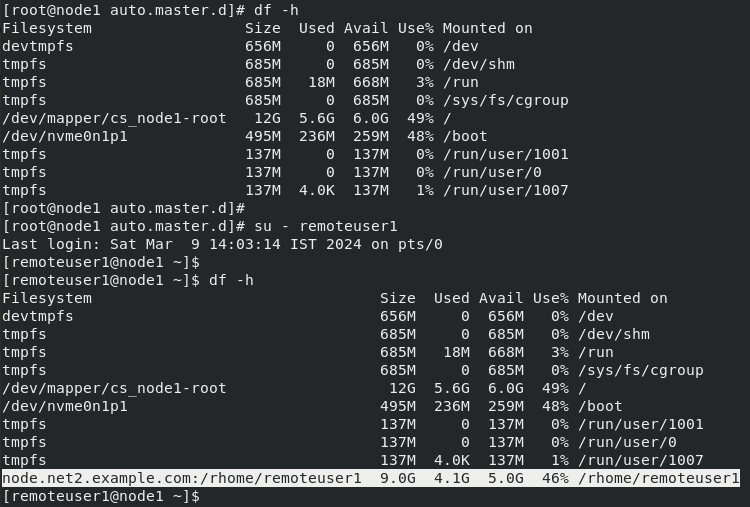 [root@node1 auto.master.d]# df -h
Filesystem                  Size  Used Avail Use% Mounted on
devtmpfs                    656M     0  656M   0% /dev
tmpfs                       685M     0  685M   0% /dev/shm
tmpfs                       685M   18M  668M   3% /run
tmpfs                       685M     0  685M   0% /sys/fs/cgroup
/dev/mapper/cs_node1-root    12G  5.6G  6.0G  49% /
/dev/nvme0n1p1              495M  236M  259M  48% /boot
tmpfs                       137M     0  137M   0% /run/user/1001
tmpfs                       137M     0  137M   0% /run/user/0
tmpfs                       137M  4.0K  137M   1% /run/user/1007
[root@node1 auto.master.d]#
[root@node1 auto.master.d]# su - remoteuser1
Last login: Sat Mar  9 14:03:14 IST 2024 on pts/0
[remoteuser1@node1 ~]$
[remoteuser1@node1 ~]$ df -h
Filesystem                                 Size  Used Avail Use% Mounted on
devtmpfs                                   656M     0  656M   0% /dev
tmpfs                                      685M     0  685M   0% /dev/shm
tmpfs                                      685M   18M  668M   3% /run
tmpfs                                      685M     0  685M   0% /sys/fs/cgroup
/dev/mapper/cs_node1-root                   12G  5.6G  6.0G  49% /
/dev/nvme0n1p1                             495M  236M  259M  48% /boot
tmpfs                                      137M     0  137M   0% /run/user/1001
tmpfs                                      137M     0  137M   0% /run/user/0
tmpfs                                      137M  4.0K  137M   1% /run/user/1007
node.net2.example.com:/rhome/remoteuser1  9.0G  4.1G  5.0G  46% /rhome/remoteuser1
[remoteuser1@node1 ~]$